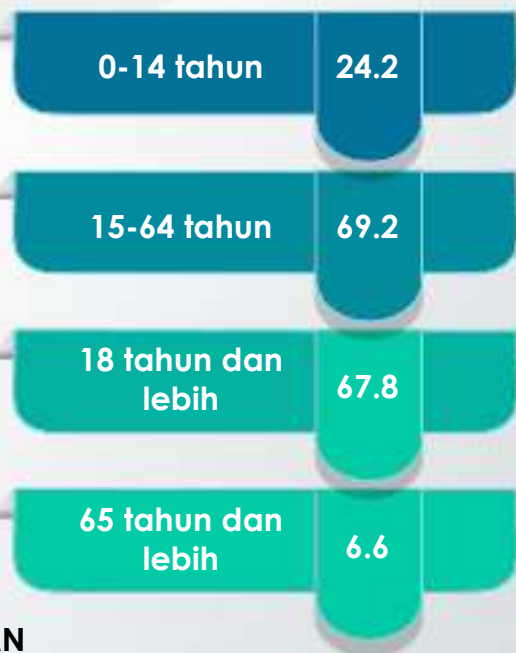 0-14 tahun 24.2
15-64 tahun 69.2
18 tahun dan
lebih 67.8
65 tahun dan
lebih 6.6